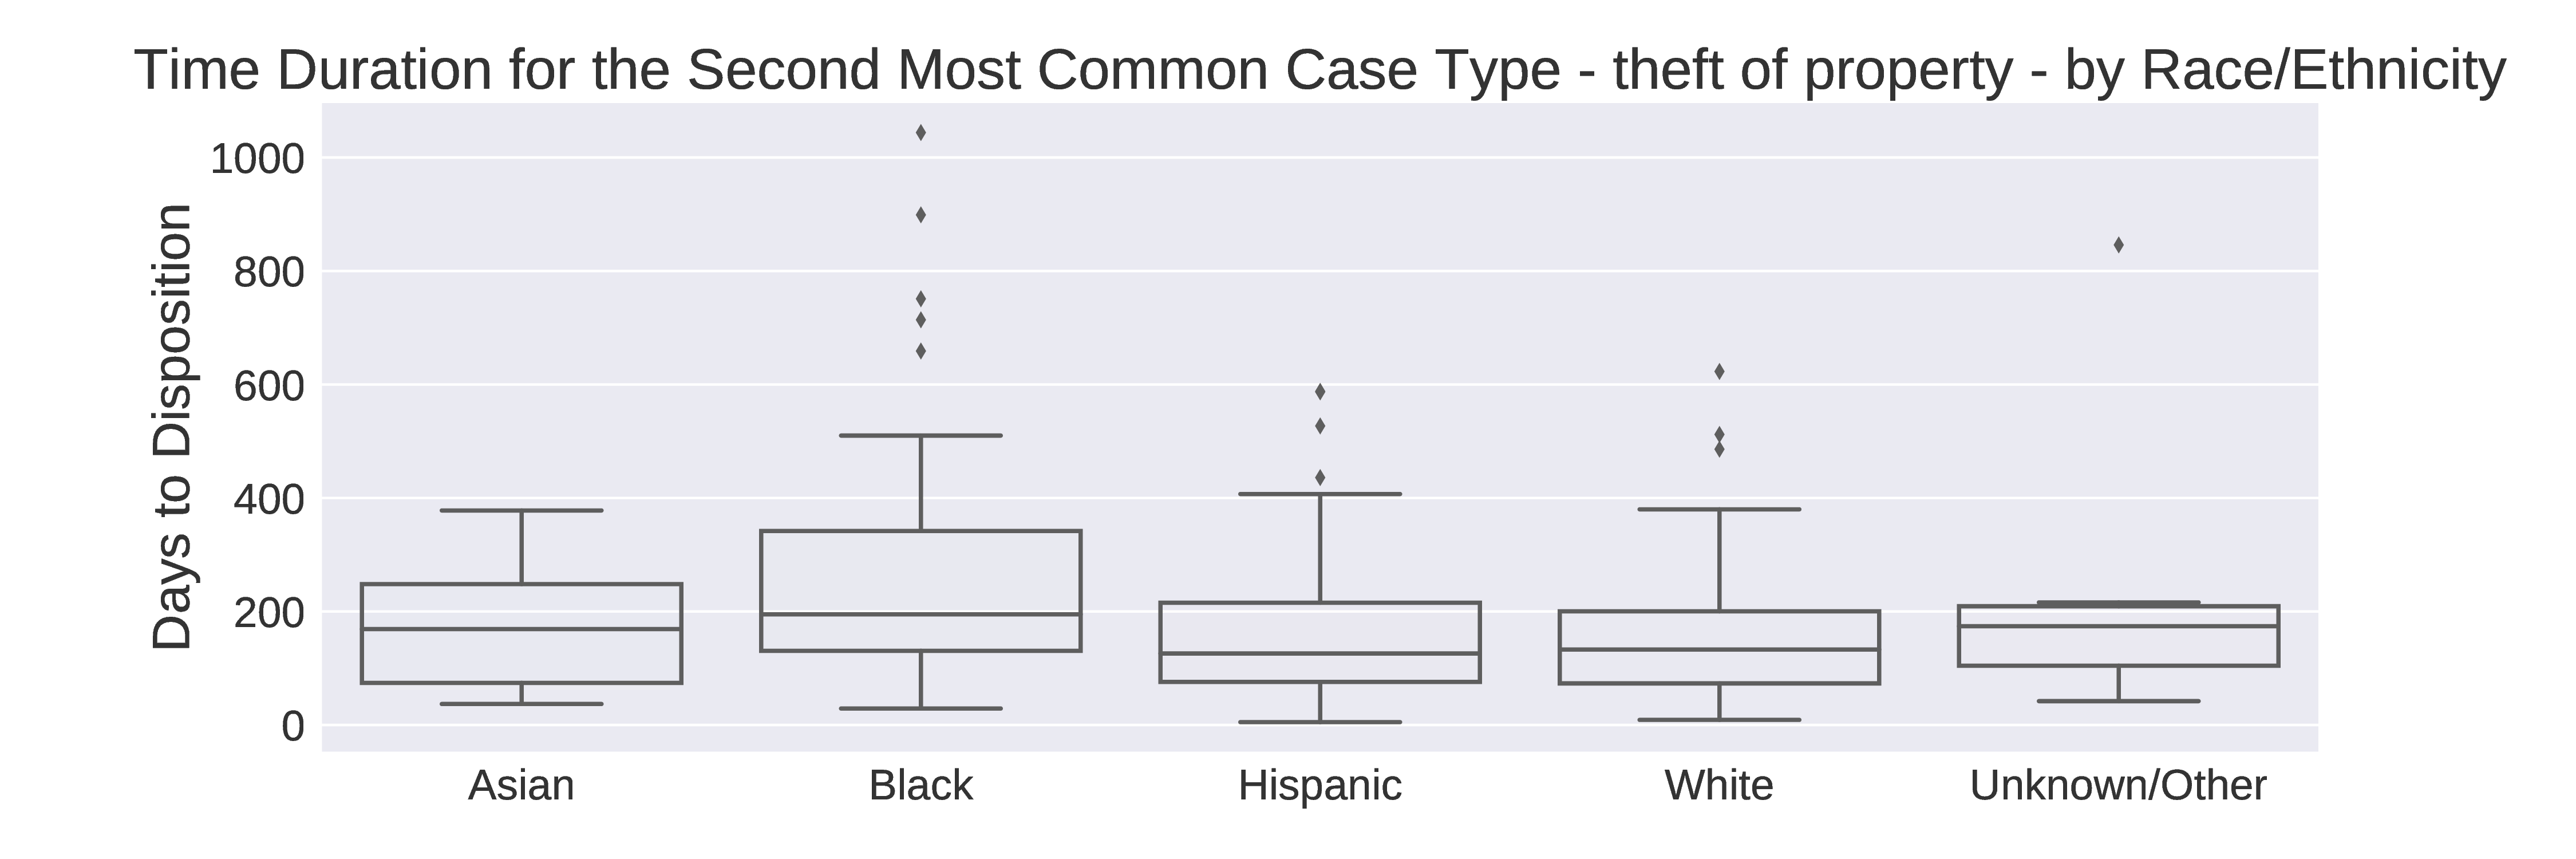 Time Duration for the Second Most Common Case Type - theft of property - by Race/Ethnicity
Days to Disposition
1000
800
600
400
200
0
Asian
Black
Hispanic
White
Unknown/Other